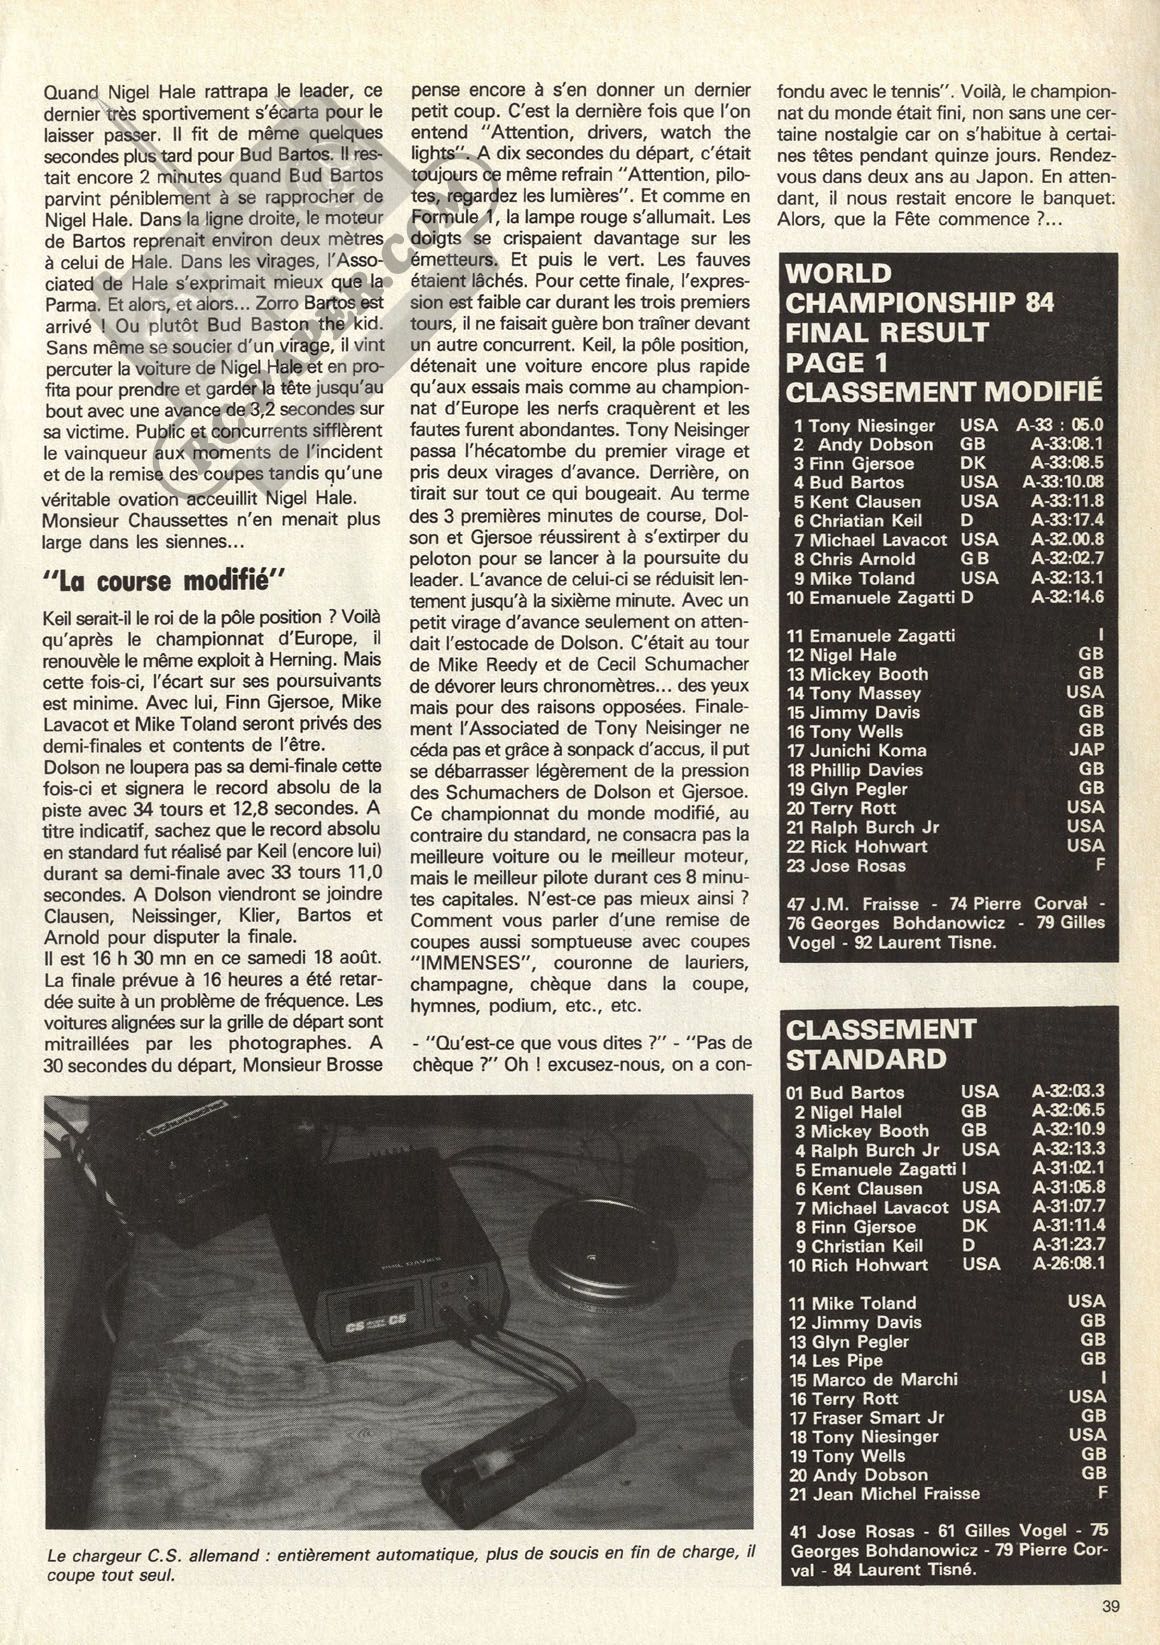 Quand Nigel Hale rattrapa le leader, ce
dernier très sportivement s'écarta pour le
laisser passer. Il fit de même quelques
secondes plus tard pour Bud Bartos. Il res-
tait encore 2 minutes quand Bud Bartos
parvint péniblement à se rapprocher de
Nigel Hale. Dans la ligne droite, le moteur
de Bartos reprenait environ deux mètres
à celui de Hale. Dans les virages, l'Asso-
ciated de Hale s'exprimait mieux que la
Parma. Et alors, et alors... Zorro Bartos est
arrivé ! Ou plutôt Bud Baston the kid.
Sans même se soucier d'un virage, il vint
percuter la voiture de Nigel Hale et en pro-
fita pour prendre et garder la tête jusqu'au
bout avec une avance de 3,2 secondes sur
sa victime. Public et concurrents sifflèrent
le vainqueur aux moments de l'incident
et de la remise des coupes tandis qu'une
véritable ovation acceuillit Nigel Hale.
Monsieur Chaussettes n'en menait plus
large dans les siennes...
"La course modifié"
Keil serait-il le roi de la pôle position ? Voilà
qu'après le championnat d'Europe, il
renouvèle le même exploit à Herning. Mais
cette fois-ci, l'écart sur ses poursuivants
est minime. Avec lui, Finn Gjersoe, Mike
Lavacot et Mike Toland seront privés des
demi-finales et contents de l'être.
Dolson ne loupera pas sa demi-finale cette
fois-ci et signera le record absolu de la
piste avec 34 tours et 12,8 secondes. A
titre indicatif, sachez que le record absolu
en standard fut réalisé par Keil (encore lui)
durant sa demi-finale avec 33 tours 11,0
secondes. A Dolson viendront se joindre
Clausen, Neissinger, Klier, Bartos et
Arnold pour disputer la finale.
Il est 16 h 30 mn en ce samedi 18 août.
La finale prévue à 16 heures a été retar-
dée suite à un problème de fréquence. Les
voitures alignées sur la grille de départ sont
mitraillées par les photographes. A
30 secondes du départ, Monsieur Brosse
pense encore à s'en donner un dernier
petit coup. C'est la dernière fois que l'on
entend "Attention, drivers, watch the
lights". A dix secondes du départ, c'était
toujours ce même refrain "Attention, pilo-
tes, regardez les lumières". Et comme en
Formule 1, la lampe rouge s'allumait. Les
doigts se crispaient davantage sur les
émetteurs. Et puis le vert. Les fauves
étaient lâchés. Pour cette finale, l'expres-
sion est faible car durant les trois premiers
tours, il ne faisait guère bon traîner devant
un autre concurrent. Keil, la pôle position,
détenait une voiture encore plus rapide
qu'aux essais mais comme au champion-
nat d'Europe les nerfs craquèrent et les
fautes furent abondantes. Tony Neisinger
passa l'hécatombe du premier virage et
pris deux virages d'avance. Derrière, on
tirait sur tout ce qui bougeait. Au terme
des 3 premières minutes de course, Dol-
son et Gjersoe réussirent à s'extirper du
peloton pour se lancer à la poursuite du
leader. L'avance de celui-ci se réduisit len-
tement jusqu'à la sixième minute. Avec un
petit virage d'avance seulement on atten-
dait l'estocade de Dolson. C'était au tour
de Mike Reedy et de Cecil Schumacher
de dévorer leurs chronomètres... des yeux
mais pour des raisons opposées. Finale-
ment l'Associated de Tony Neisinger ne
céda pas et grâce à sonpack d'accus, il put
se débarrasser légèrement de la pression
des Schumachers de Dolson et Gjersoe.
Ce championnat du monde modifié, au
contraire du standard, ne consacra pas la
meilleure voiture ou le meilleur moteur,
mais le meilleur pilote durant ces 8 minu-
tes capitales. N'est-ce pas mieux ainsi ?
Comment vous parler d'une remise de
coupes aussi somptueuse avec coupes
"IMMENSES", couronne de lauriers,
champagne, chèque dans la coupe,
hymnes, podium, etc., etc.
- "Qu'est-ce que vous dites ?" - "Pas de
chèque ?" Oh ! excusez-nous, on a con-
fondu avec le tennis". Voilà, le champion-
nat du monde était fini, non sans une cer-
taine nostalgie car on s'habitue à certai-
nes têtes pendant quinze jours. Rendez-
vous dans deux ans au Japon. En atten-
dant, il nous restait encore le banquet:
Alors, que la Fête commence ?...
WORLD
CHAMPIONSHIP 84
FINAL RESULT
PAGE 1
CLASSEMENT MODIFIÉ
1 Tony Niesinger USA A-33 : 05.0
2 Andy Dobson GB A-33:08.1
3 Finn Gjersoe DK A-33:08.5
4 Bud Bartos USA A-33:10.08
5 Kent Clausen USA A-33:11.8
6 Chriatian Keil D A-33:17.4
7 Michael Lavacot USA A-32.00.8
8 Chris Arnold G B A-32:02.7
9 Mike Toland USA A-32:13.1
10 Emanuele Zagatti D A-32:14.6
11 Emanuele Zagatti I
12 Nigel Hale GB
13 Mickey Booth GB
14 Tony Massey USA
15 Jimmy Davis GB
16 Tony Wells GB
17 Junichi Koma JAP
18 Phillip Davies GB
19 Glyn Pegler GB
20 Terry Rott USA
21 Ralph Burch Jr USA
22 Rick Hohwart USA
23 Jose Rosas F
47 J.M. Fraisse - 74 Pierre Corval -
76 Georges Bohdanowicz - 79 Gilles
Vogel - 92 Laurent Tisne.
CLASSEMENT
STANDARD
01 Bud Bartos USA A-32:03.3
2 Nigel Halel GB A-32:06.5
3 Mickey Booth GB A-32:10.9
4 Ralph Burch Jr USA A-32:13.3
5 Emanuele Zagatti I A-31:02.1
6 Kent Clausen USA A-31:05.8
7 Michael Lavacot USA A-31:07.7
8 Finn Gjersoe DK A-31:11.4
9 Christian Keil D A-31:23.7
10 Rich Hohwart USA A-26:08.1
11 Mike Toland USA
12 Jimmy Davis GB
13 Glyn Pegler GB
14 Les Pipe GB
15 Marco de Marchi I
16 Terry Rott USA
17 Fraser Smart Jr GB
18 Tony Niesinger USA
19 Tony Wells GB
20 Andy Dobson GB
21 Jean Michel Fraisse F
41 Jose Rosas - 61 Gilles Vogel - 75
Georges Bohdanowicz - 79 Pierre Cor-
val - 84 Laurent Tisné.
Schumacher
PHIL DAVIES
CS CS
Le chargeur C.S. allemand : entièrement automatique, plus de soucis en fin de charge, il
coupe tout seul.
39
RC-PAPER.COM